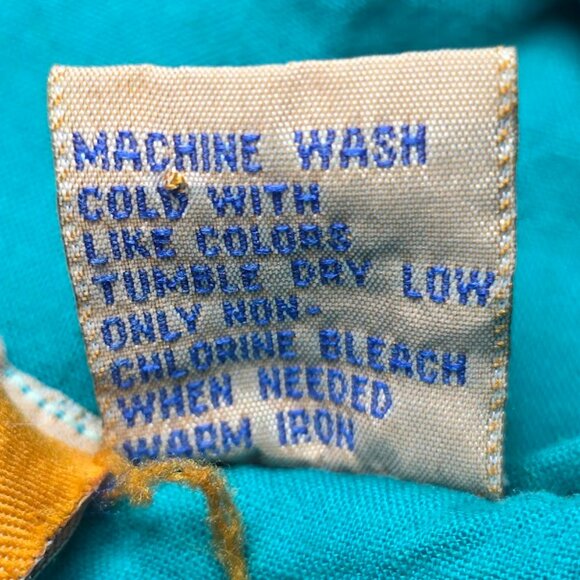 MACHINE WASH
COLD WITH
LIKE COLORS
TUMBLE DRY LOW
ONLY NON-
CHLORINE BLEACH
WHEN NEEDED
WARM IRON